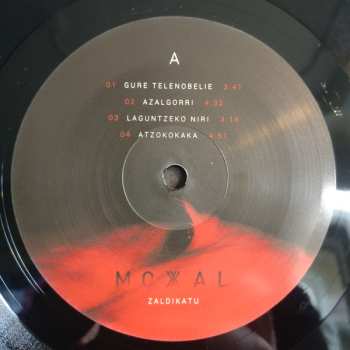 A
01 GURE TELENOBELIE 3:47
02 AZALGORRI 4:32
03 LAGUNTZEKO NIRI 3:14
04 ATZOKOKAKA 4:51
MOXAL
ZALDIKATU